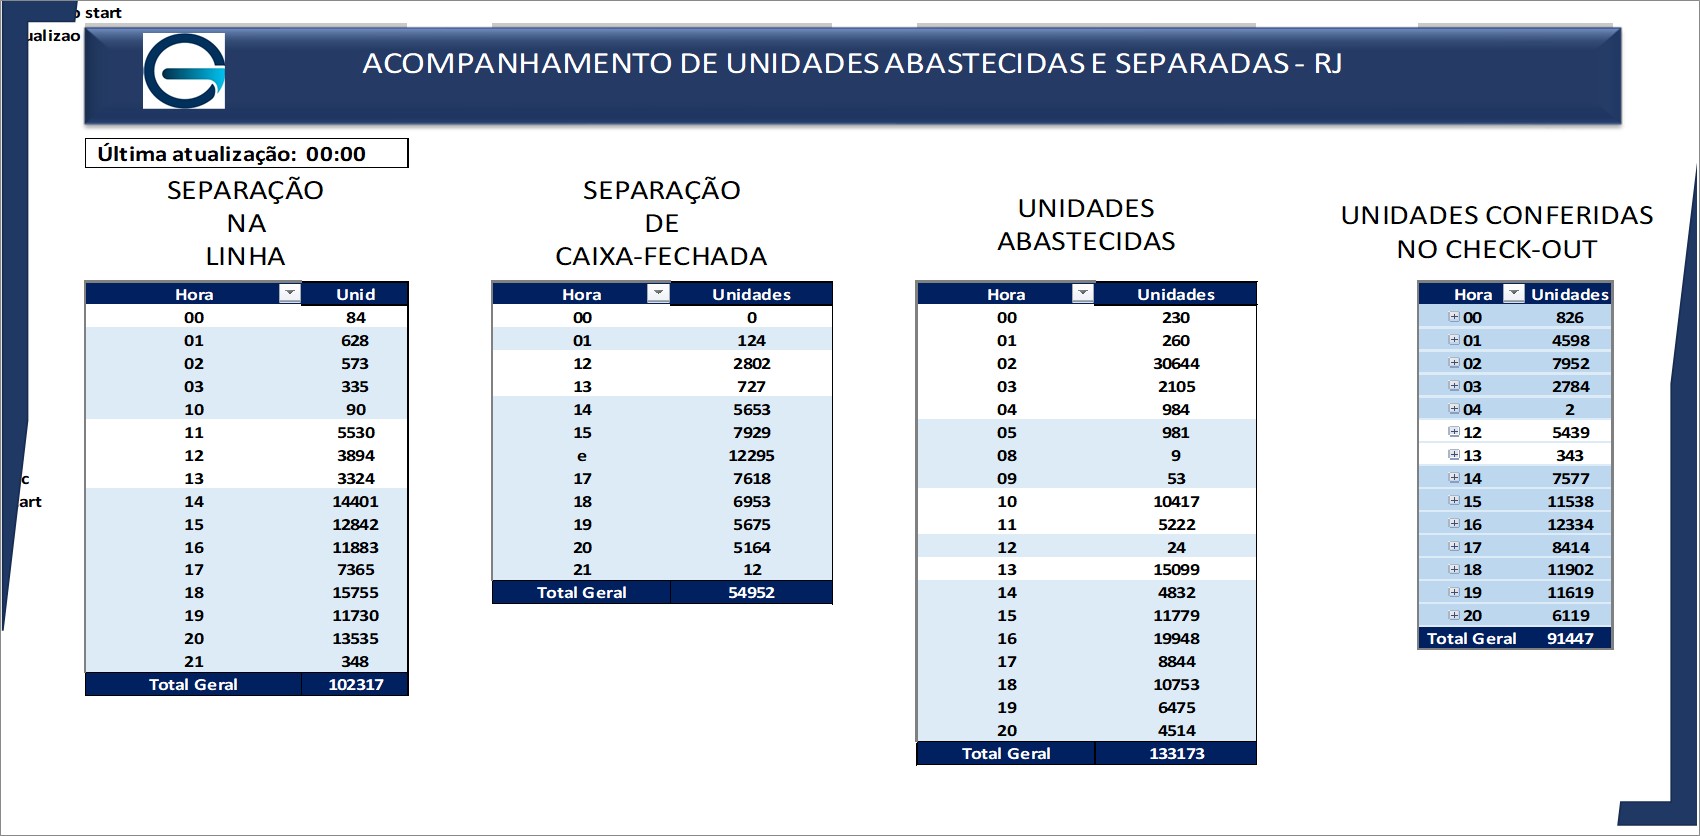 o start
ualizao
ACOMPANHAMENTO DE UNIDADES ABASTECIDAS E SEPARADAS - RJ
Última atualização: 00:00
SEPARAÇÃO
NA
LINHA
Hora Unid
00 84
01 628
02 573
03 335
10 90
11 5530
12 3894
13 3324
14 14401
15 12842
16 11883
17 7365
18 15755
19 11730
20 13535
21 348
Total Geral 102317
SEPARAÇÃO
DE
CAIXA-FECHADA
Hora Unidades
00 0
01 124
12 2802
13 727
14 5653
15 7929
e 12295
17 7618
18 6953
19 5675
20 5164
21 12
Total Geral 54952
UNIDADES
ABASTECIDAS
Hora Unidades
00 230
01 260
02 30644
03 2105
04 984
05 981
08 9
09 53
10 10417
11 5222
12 24
13 15099
14 4832
15 11779
16 19948
17 8844
18 10753
19 6475
20 4514
Total Geral 133173
UNIDADES CONFERIDAS
NO CHECK-OUT
Hora Unidades
00 826
01 4598
02 7952
03 2784
04 2
12 5439
13 343
14 7577
15 11538
16 12334
17 8414
18 11902
19 11619
20 6119
Total Geral 91447
c
art